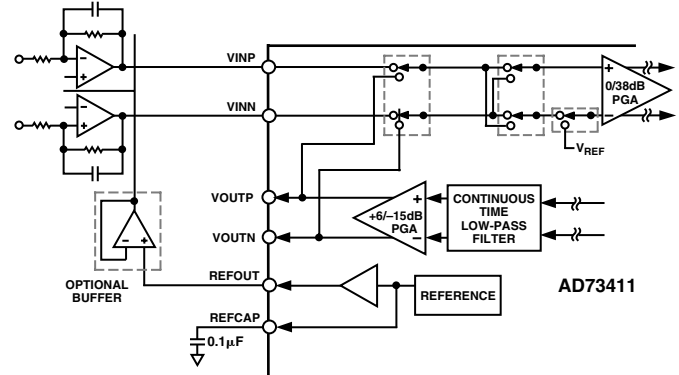 VINP
VINN
0/38dB
PGA
VREF
VOUTP
VOUTN
+6/–15dB
PGA
CONTINUOUS
TIME
LOW-PASS
FILTER
OPTIONAL
BUFFER
REFOUT
REFERENCE
AD73411
REFCAP
0.1μF